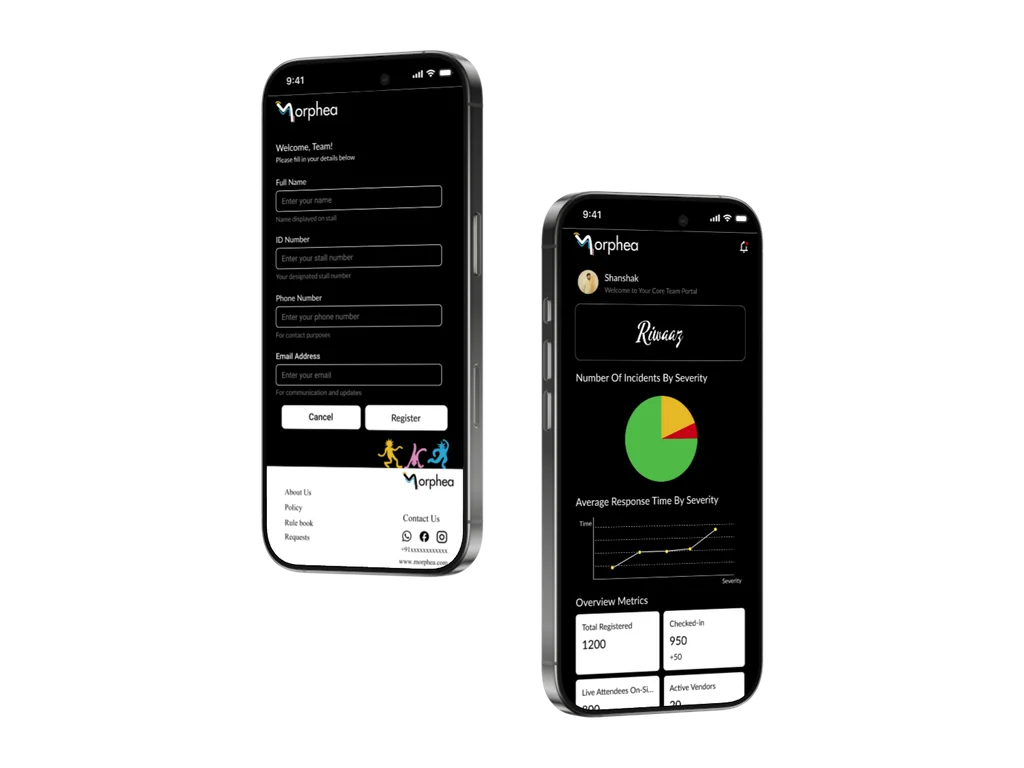 9:41
Morphea
Welcome, Team!
Please fill in your details below
Full Name
Enter your name
Name displayed on stall
ID Number
Enter your stall number
Your designated stall number
Phone Number
Enter your phone number
For contact purposes
Email Address
Enter your email
For communication and updates
Cancel Register
Morphea
About Us
Policy
Rule book
Requests
Contact Us
+91xxxxxxxxxxx
www.morphea.com
9:41
Morphea
Shanshak
Welcome to Your Core Team Portal
Riwaaz
Number Of Incidents By Severity
Average Response Time By Severity
Time
Severity
Overview Metrics
Total Registered
1200
Checked-in
950
+50
Live Attendees On-Si...
Active Vendors